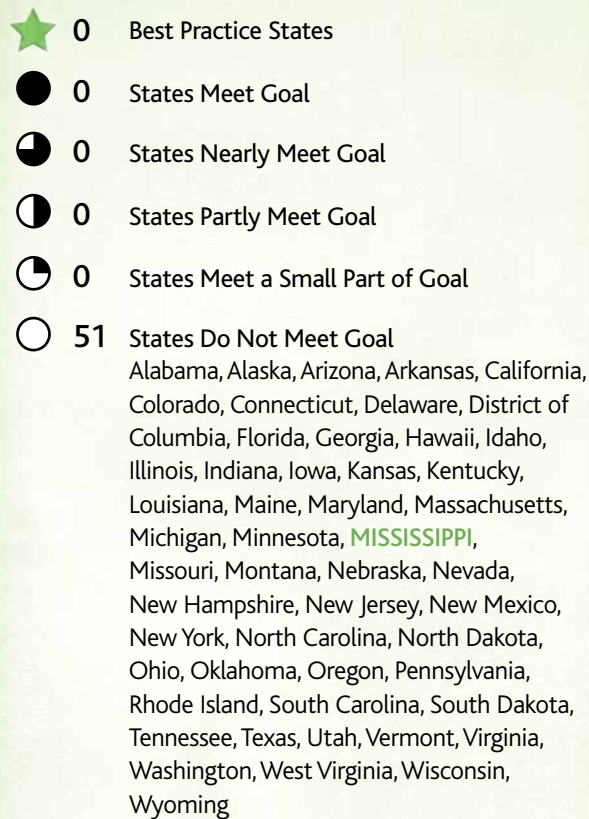 0 Best Practice States
0 States Meet Goal
0 States Nearly Meet Goal
0 States Partly Meet Goal
0 States Meet a Small Part of Goal
51 States Do Not Meet Goal
Alabama, Alaska, Arizona, Arkansas, California,
Colorado, Connecticut, Delaware, District of
Columbia, Florida, Georgia, Hawaii, Idaho,
Illinois, Indiana, Iowa, Kansas, Kentucky,
Louisiana, Maine, Maryland, Massachusetts,
Michigan, Minnesota, MISSISSIPPI,
Missouri, Montana, Nebraska, Nevada,
New Hampshire, New Jersey, New Mexico,
New York, North Carolina, North Dakota,
Ohio, Oklahoma, Oregon, Pennsylvania,
Rhode Island, South Carolina, South Dakota,
Tennessee, Texas, Utah, Vermont, Virginia,
Washington, West Virginia, Wisconsin,
Wyoming